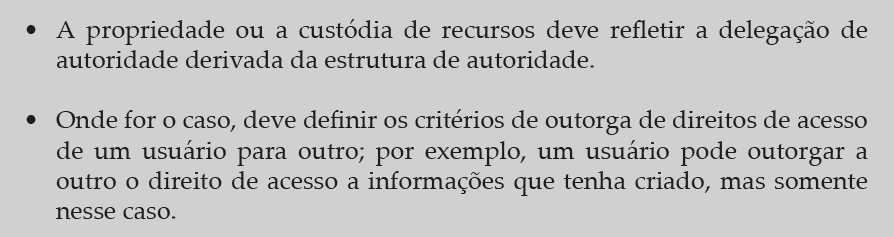 • A propriedade ou a custódia de recursos deve refletir a delegação de
autoridade derivada da estrutura de autoridade.
• Onde for o caso, deve definir os critérios de outorga de direitos de acesso
de um usuário para outro; por exemplo, um usuário pode outorgar a
outro o direito de acesso a informações que tenha criado, mas somente
nesse caso.